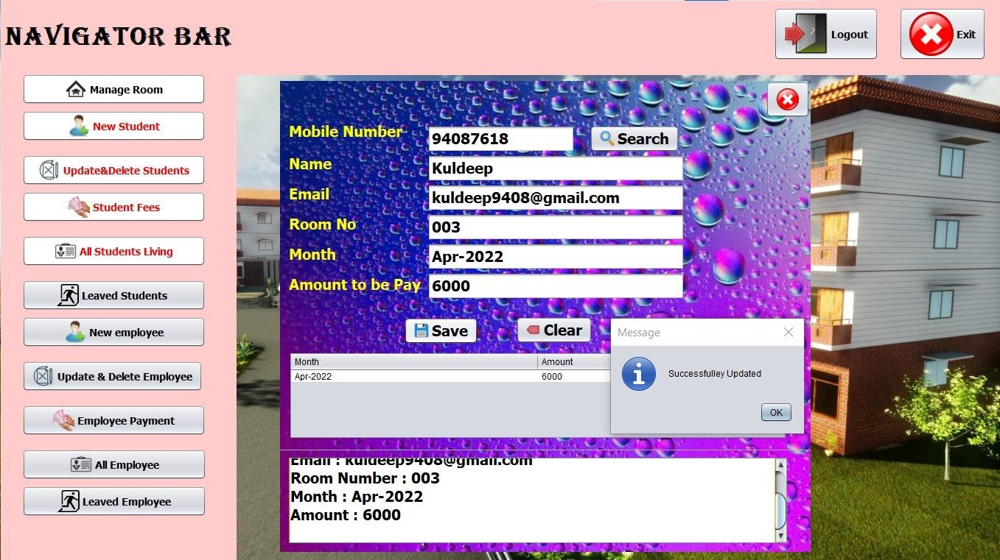 NAVIGATOR BAR
Logout
Exit
Manage Room
New Student
Update&Delete Students
Student Fees
All Students Living
Leaved Students
New employee
Update & Delete Employee
Employee Payment
All Employee
Leaved Employee
Mobile Number 94087618 Search
Name Kuldeep
Email kuldeep9408@gmail.com
Room No 003
Month Apr-2022
Amount to be Pay 6000
Save Clear
Month Amount
Apr-2022 6000
Message
Successfulley Updated
OK
Email : kuldeep9408@gmail.com
Room Number : 003
Month : Apr-2022
Amount : 6000